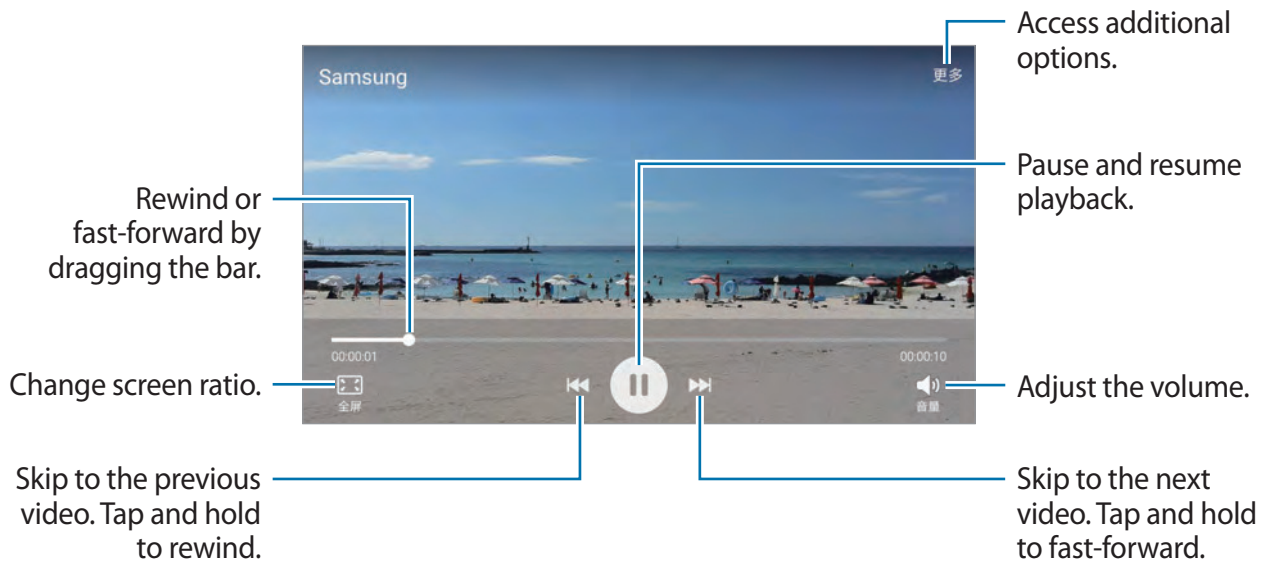 Access additional
options.
Samsung
更多
Pause and resume
playback.
Rewind or
fast-forward by
dragging the bar.
00:00:01
00:00:10
Change screen ratio.
全屏
音量
Adjust the volume.
Skip to the previous
video. Tap and hold
to rewind.
Skip to the next
video. Tap and hold
to fast-forward.